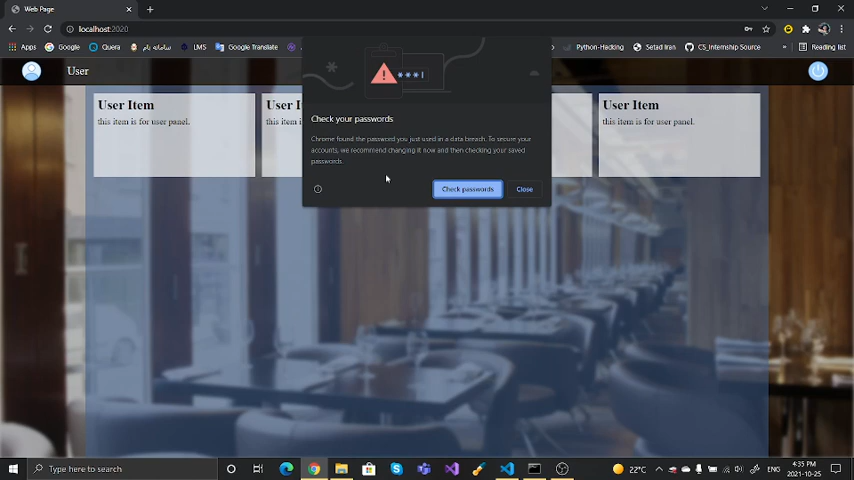 Web Page
localhost:2020
Apps
Google
Quera
سامانه بام
LMS
Google Translate
Python-Hacking
Setad Iran
CS_Internship Source
»
Reading list
User
User Item
this item is for user panel.
User I
this item i
User Item
this item is for user panel.
***|
Check your passwords
Chrome found the password you just used in a data breach. To secure your
accounts, we recommend changing it now and then checking your saved
passwords.
Check passwords
Close
Type here to search
22°C
ENG
4:35 PM
2021-10-25